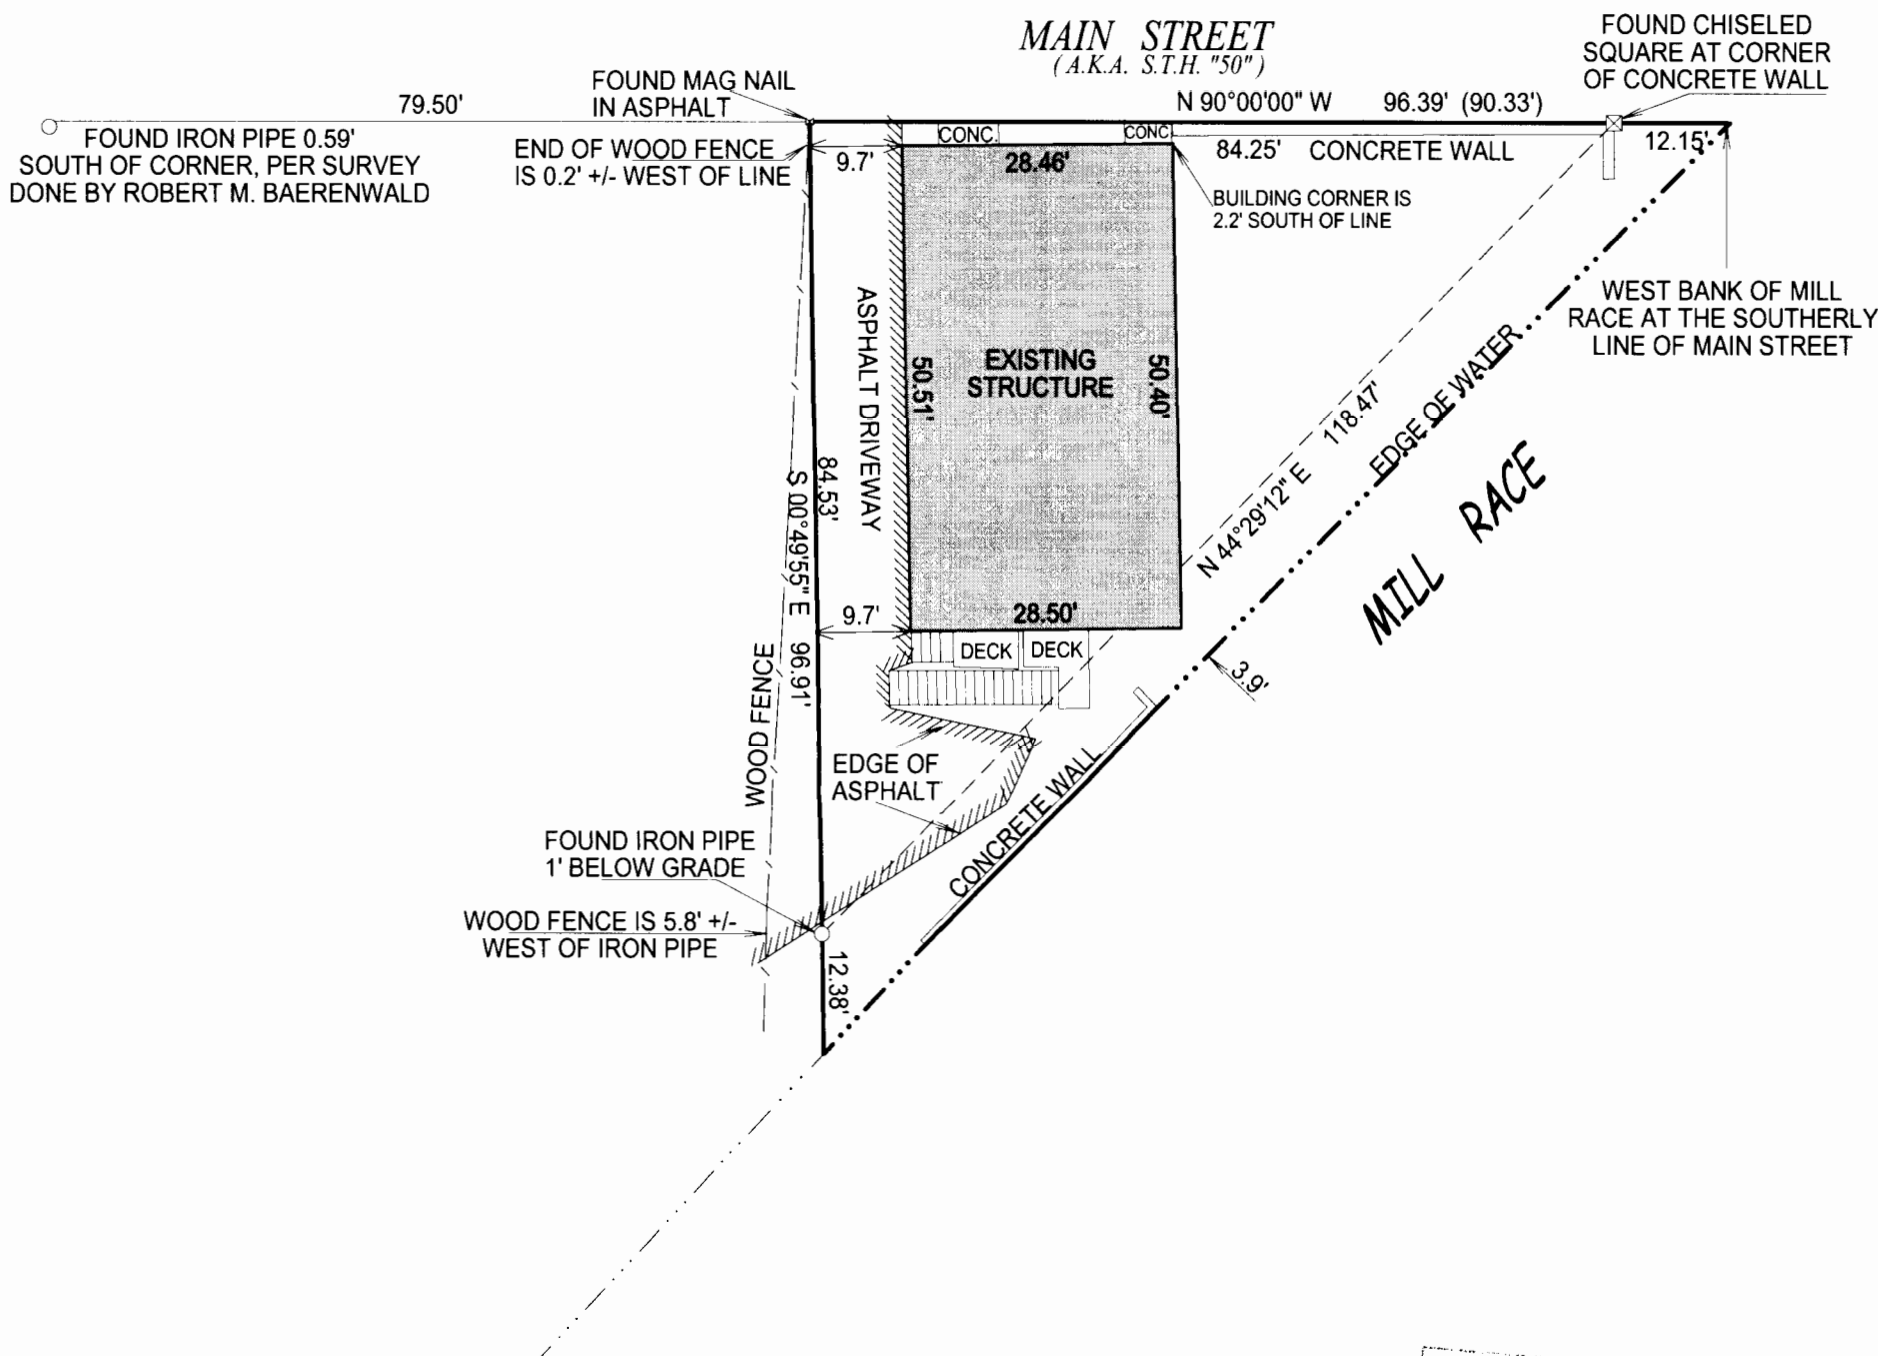 MAIN STREET
(A.K.A. S.T.H. "50")
FOUND CHISELED
SQUARE AT CORNER
OF CONCRETE WALL
FOUND MAG NAIL
IN ASPHALT
79.50'
N 90°00'00" W 96.39' (90.33')
FOUND IRON PIPE 0.59'
SOUTH OF CORNER, PER SURVEY
DONE BY ROBERT M. BAERENWALD
END OF WOOD FENCE
IS 0.2' +/- WEST OF LINE
9.7'
CONC.
CONC
28.46'
84.25' CONCRETE WALL
12.15'
BUILDING CORNER IS
2.2' SOUTH OF LINE
WEST BANK OF MILL
RACE AT THE SOUTHERLY
LINE OF MAIN STREET
ASPHALT DRIVEWAY
50.51'
EXISTING
STRUCTURE
50.40'
N 44°29'12" E 118.47'
EDGE OF WATER
MILL RACE
84.53'
S 00°49'55" E 96.91'
9.7'
28.50'
DECK
DECK
3.9'
WOOD FENCE
EDGE OF
ASPHALT
CONCRETE WALL
FOUND IRON PIPE
1' BELOW GRADE
WOOD FENCE IS 5.8' +/-
WEST OF IRON PIPE
12.38'